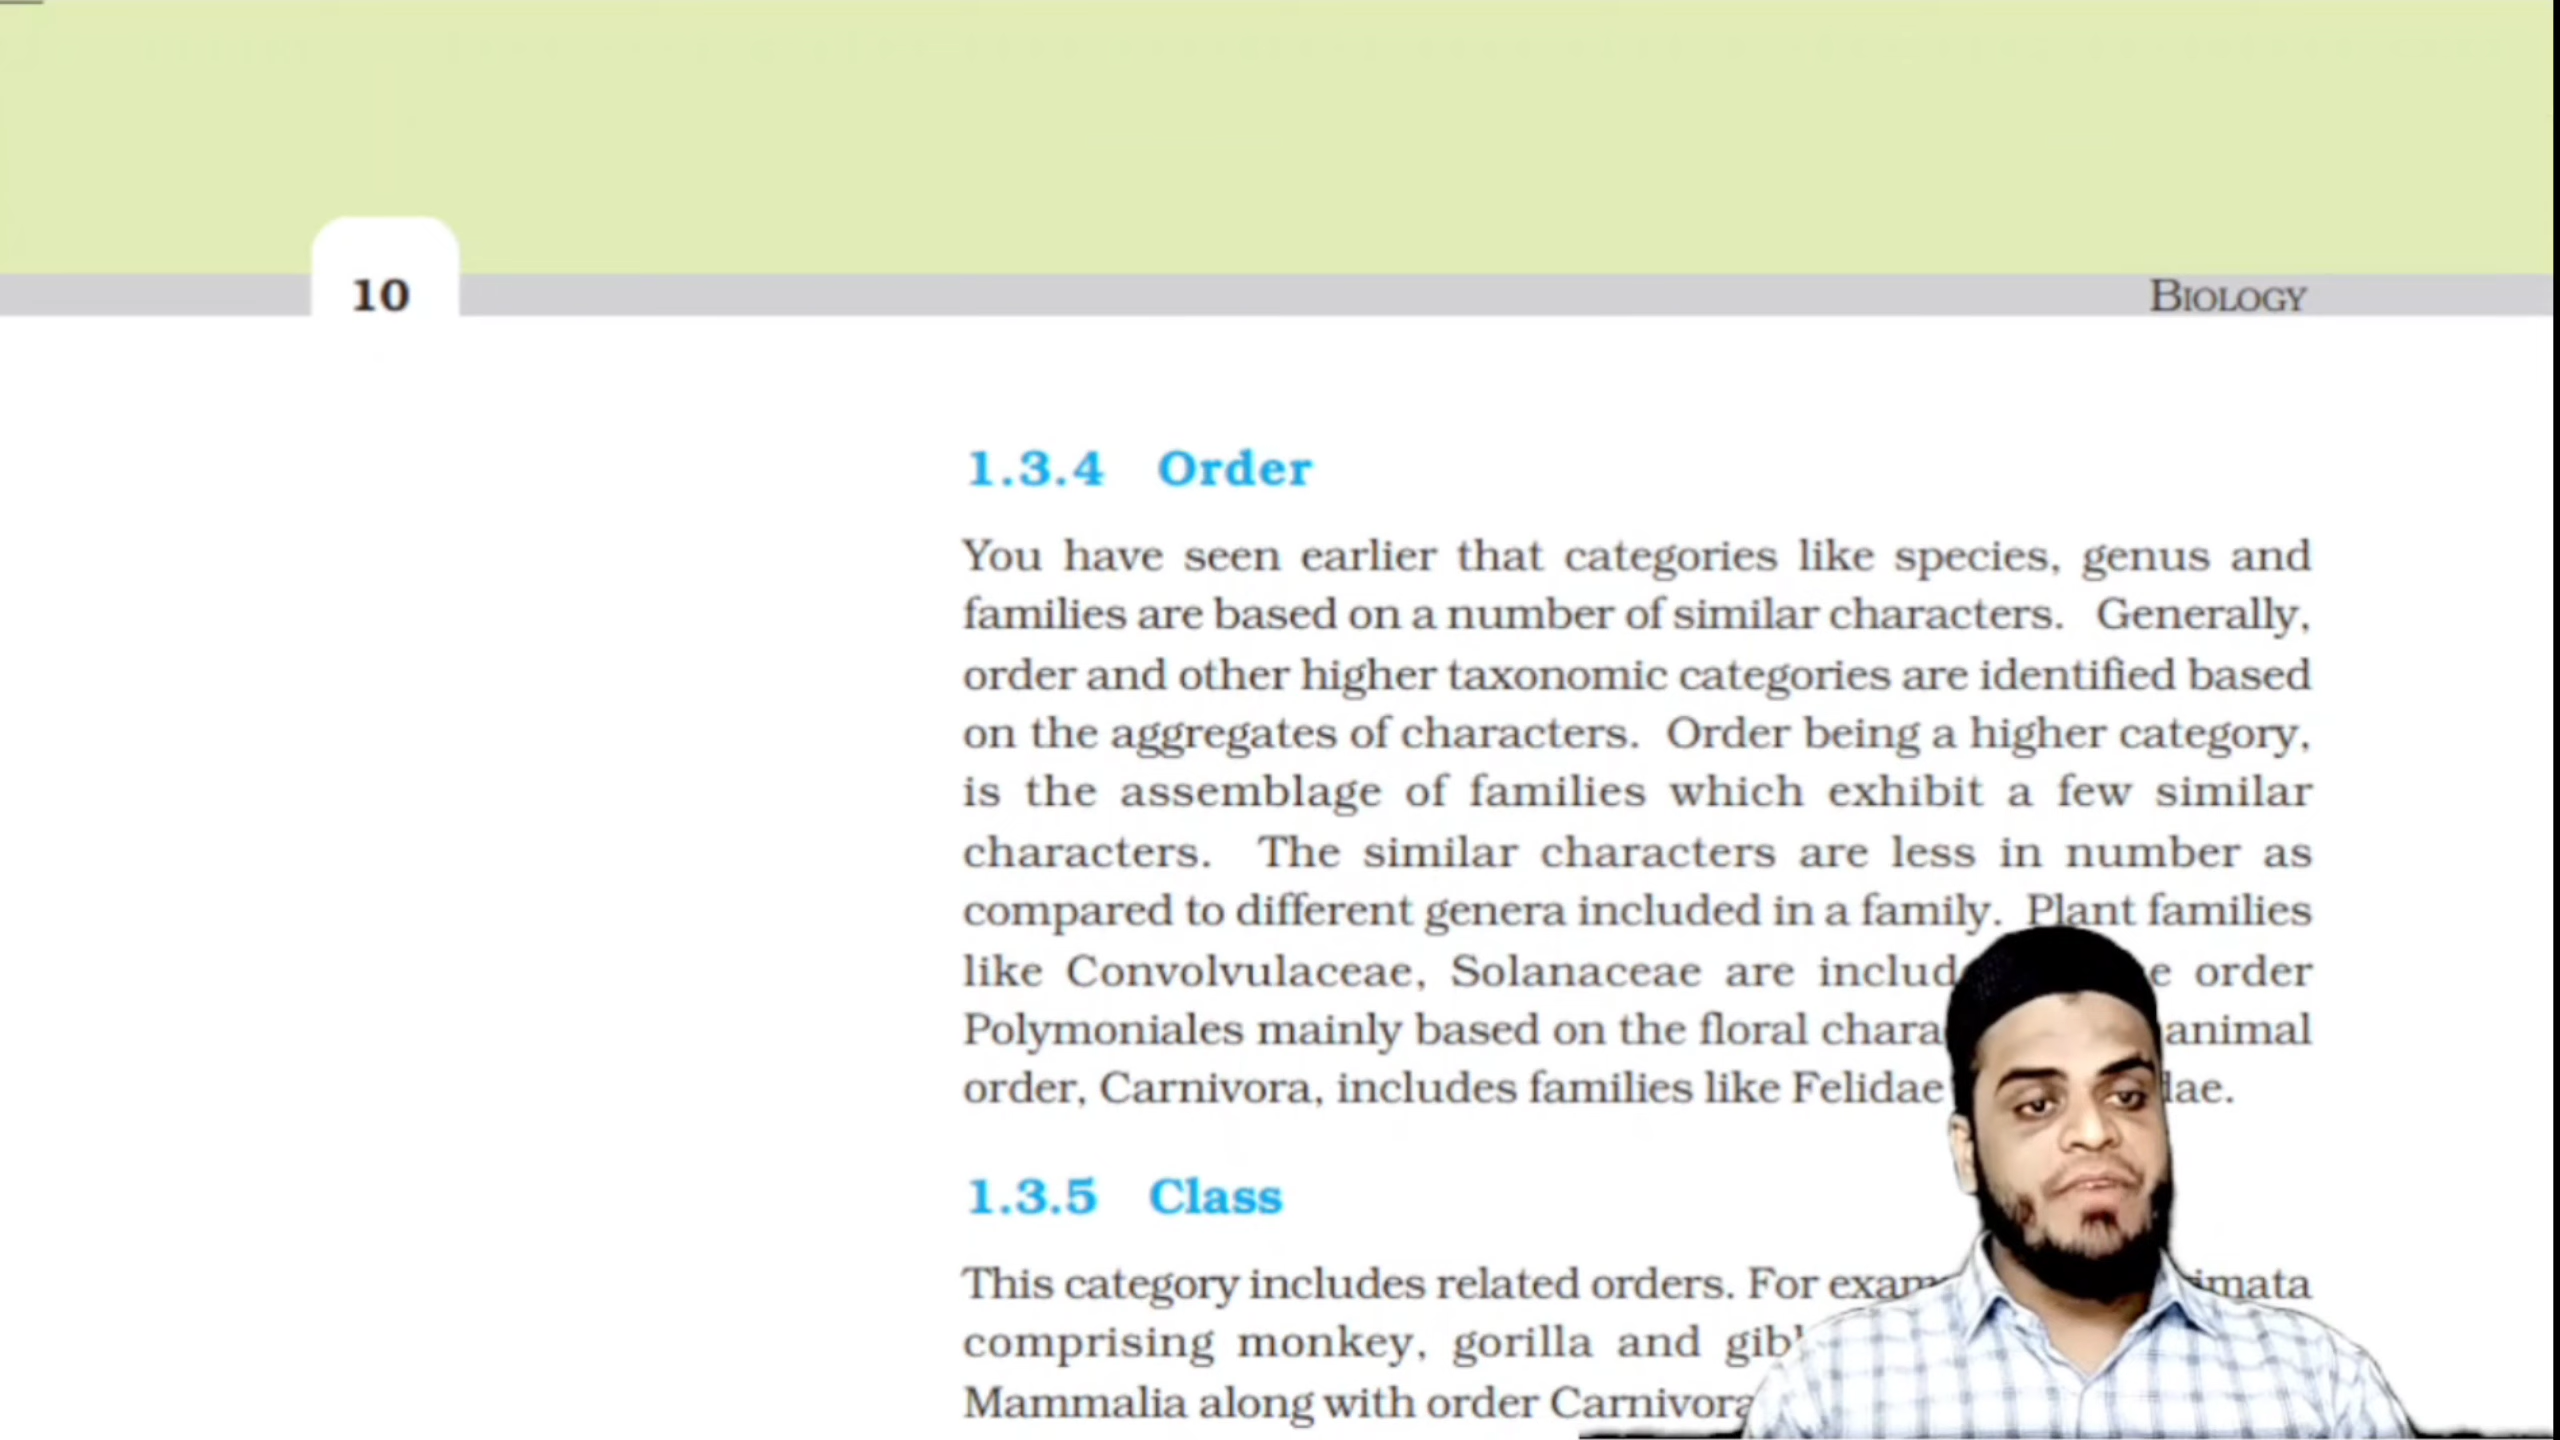 10
BIOLOGY
1.3.4 Order
You have seen earlier that categories like species, genus and
families are based on a number of similar characters. Generally,
order and other higher taxonomic categories are identified based
on the aggregates of characters. Order being a higher category,
is the assemblage of families which exhibit a few similar
characters. The similar characters are less in number as
compared to different genera included in a family. Plant families
like Convolvulaceae, Solanaceae are order
Polymoniales mainly based on the floral animal
order, Carnivora, includes families like Felidae
1.3.5 Class
This category includes related orders. For
comprising monkey, gorilla and
Mammalia along with order Carnivora